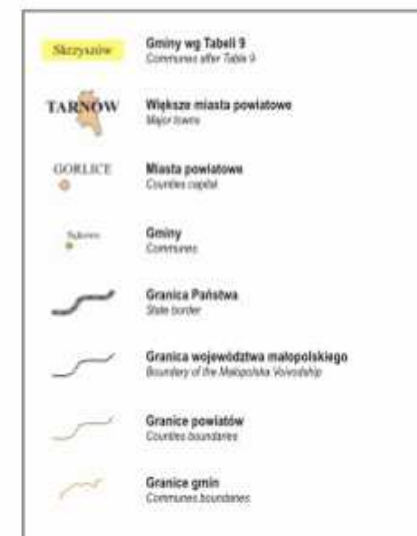 Skrzyszów
Gminy wg Tabeli 9
Communes after Table 9
TARNÓW
Większe miasta powiatowe
Major towns
GORLICE
Miasta powiatowe
Counties capital
Gminy
Communes
Granica Państwa
State border
Granica województwa małopolskiego
Boundary of the Małopolska Voivodship
Granice powiatów
Counties boundaries
Granice gmin
Communes boundaries